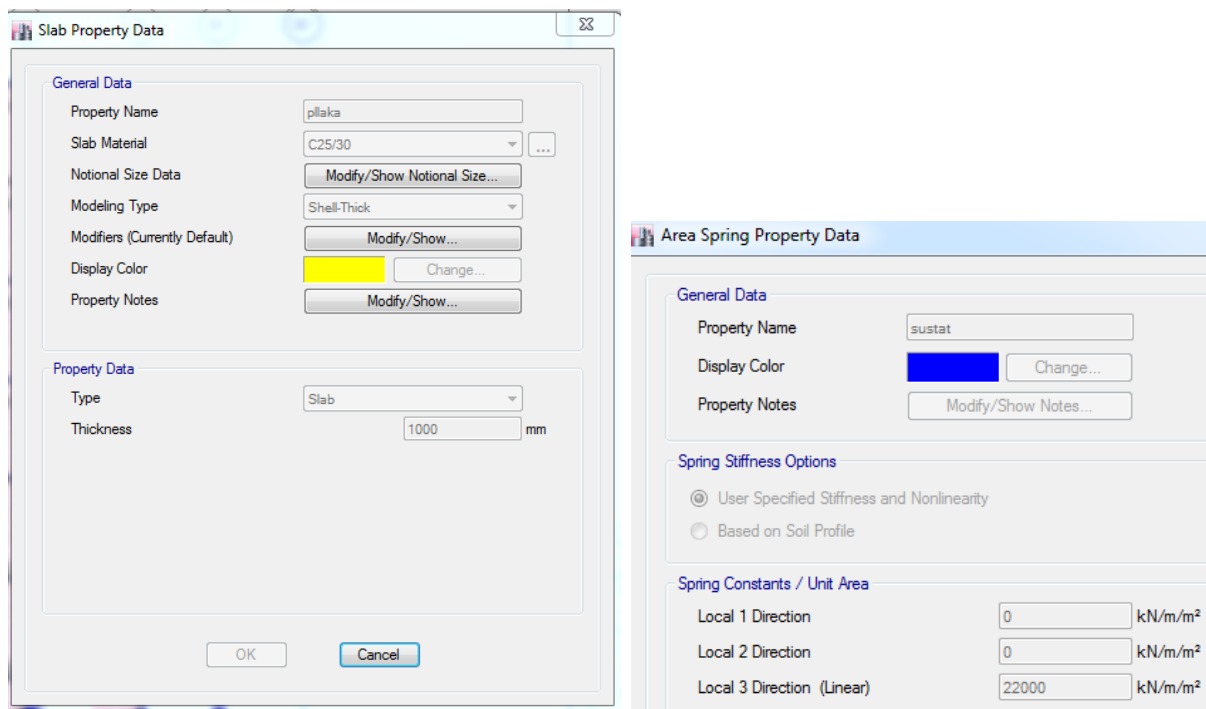 Slab Property Data
General Data
Property Name pllaka
Slab Material C25/30 ...
Notional Size Data Modify/Show Notional Size...
Modeling Type Shell-Thick
Modifiers (Currently Default) Modify/Show...
Display Color Change...
Property Notes Modify/Show...
Property Data
Type Slab
Thickness 1000 mm
OK Cancel
Area Spring Property Data
General Data
Property Name sustat
Display Color Change...
Property Notes Modify/Show Notes...
Spring Stiffness Options
User Specified Stiffness and Nonlinearity
Based on Soil Profile
Spring Constants / Unit Area
Local 1 Direction 0 kN/m/m²
Local 2 Direction 0 kN/m/m²
Local 3 Direction (Linear) 22000 kN/m/m²